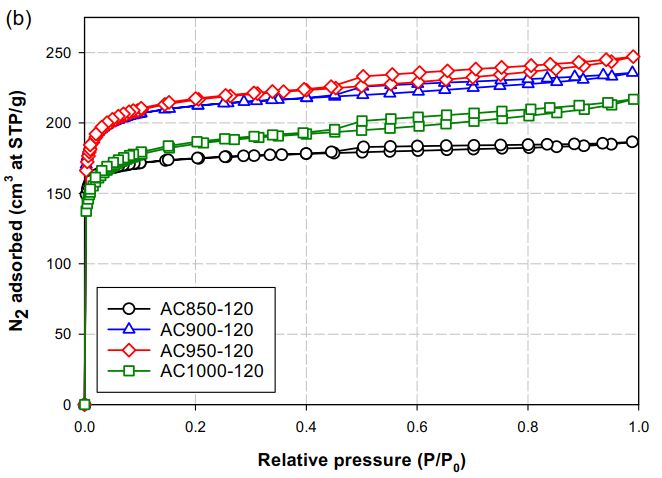 (b)
250
200
150
100
50
0
N2 adsorbed (cm3 at STP/g)
AC850-120
AC900-120
AC950-120
AC1000-120
0.0 0.2 0.4 0.6 0.8 1.0
Relative pressure (P/P0)